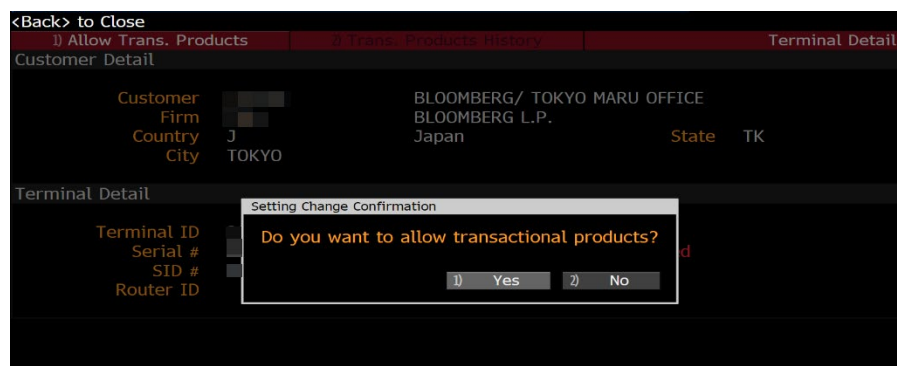 <Back> to Close
1) Allow Trans. Products 2) Trans. Products History Terminal Detail
Customer Detail
Customer BLOOMBERG/ TOKYO MARU OFFICE
Firm BLOOMBERG L.P.
Country J Japan State TK
City TOKYO
Terminal Detail
Setting Change Confirmation
Terminal ID
Do you want to allow transactional products?
Serial #
SID #
1) Yes 2) No
Router ID